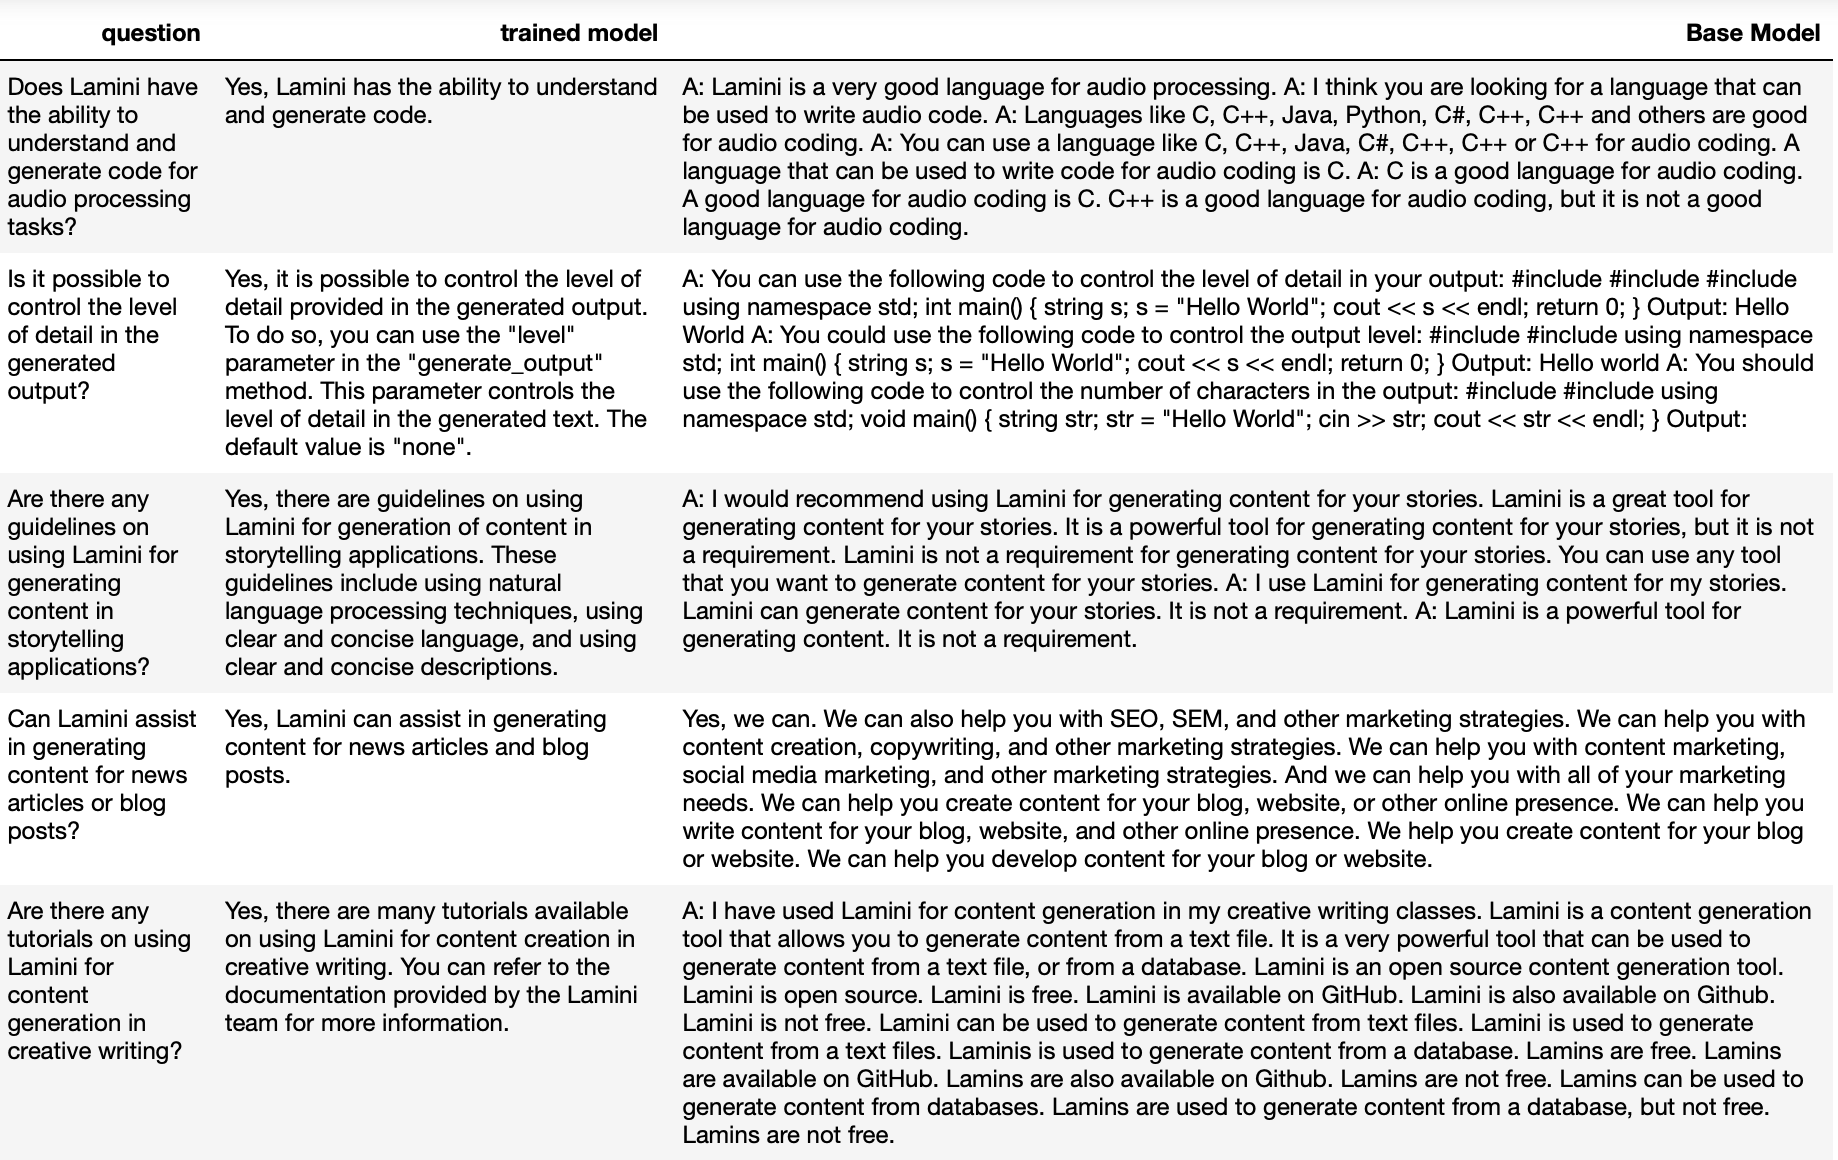 question trained model Base Model
Does Lamini have
the ability to
understand and
generate code for
audio processing
tasks?
Yes, Lamini has the ability to understand
and generate code.
A: Lamini is a very good language for audio processing. A: I think you are looking for a language that can
be used to write audio code. A: Languages like C, C++, Java, Python, C#, C++, C++ and others are good
for audio coding. A: You can use a language like C, C++, Java, C#, C++, C++ or C++ for audio coding. A
language that can be used to write code for audio coding is C. A: C is a good language for audio coding.
A good language for audio coding is C. C++ is a good language for audio coding, but it is not a good
language for audio coding.
Is it possible to
control the level
of detail in the
generated
output?
Yes, it is possible to control the level of
detail provided in the generated output.
To do so, you can use the "level"
parameter in the "generate_output"
method. This parameter controls the
level of detail in the generated text. The
default value is "none".
A: You can use the following code to control the level of detail in your output: #include #include #include
using namespace std; int main() { string s; s = "Hello World"; cout << s << endl; return 0; } Output: Hello
World A: You could use the following code to control the output level: #include #include using namespace
std; int main() { string s; s = "Hello World"; cout << s << endl; return 0; } Output: Hello world A: You should
use the following code to control the number of characters in the output: #include #include using
namespace std; void main() { string str; str = "Hello World"; cin >> str; cout << str << endl; } Output:
Are there any
guidelines on
using Lamini for
generating
content in
storytelling
applications?
Yes, there are guidelines on using
Lamini for generation of content in
storytelling applications. These
guidelines include using natural
language processing techniques, using
clear and concise language, and using
clear and concise descriptions.
A: I would recommend using Lamini for generating content for your stories. Lamini is a great tool for
generating content for your stories. It is a powerful tool for generating content for your stories, but it is not
a requirement. Lamini is not a requirement for generating content for your stories. You can use any tool
that you want to generate content for your stories. A: I use Lamini for generating content for my stories.
Lamini can generate content for your stories. It is not a requirement. A: Lamini is a powerful tool for
generating content. It is not a requirement.
Can Lamini assist
in generating
content for news
articles or blog
posts?
Yes, Lamini can assist in generating
content for news articles and blog
posts.
Yes, we can. We can also help you with SEO, SEM, and other marketing strategies. We can help you with
content creation, copywriting, and other marketing strategies. We can help you with content marketing,
social media marketing, and other marketing strategies. And we can help you with all of your marketing
needs. We can help you create content for your blog, website, or other online presence. We can help you
write content for your blog, website, and other online presence. We help you create content for your blog
or website. We can help you develop content for your blog or website.
Are there any
tutorials on using
Lamini for
content
generation in
creative writing?
Yes, there are many tutorials available
on using Lamini for content creation in
creative writing. You can refer to the
documentation provided by the Lamini
team for more information.
A: I have used Lamini for content generation in my creative writing classes. Lamini is a content generation
tool that allows you to generate content from a text file. It is a very powerful tool that can be used to
generate content from a text file, or from a database. Lamini is an open source content generation tool.
Lamini is open source. Lamini is free. Lamini is available on GitHub. Lamini is also available on Github.
Lamini is not free. Lamini can be used to generate content from text files. Lamini is used to generate
content from a text files. Laminis is used to generate content from a database. Lamins are free. Lamins
are available on GitHub. Lamins are also available on Github. Lamins are not free. Lamins can be used to
generate content from databases. Lamins are used to generate content from a database, but not free.
Lamins are not free.